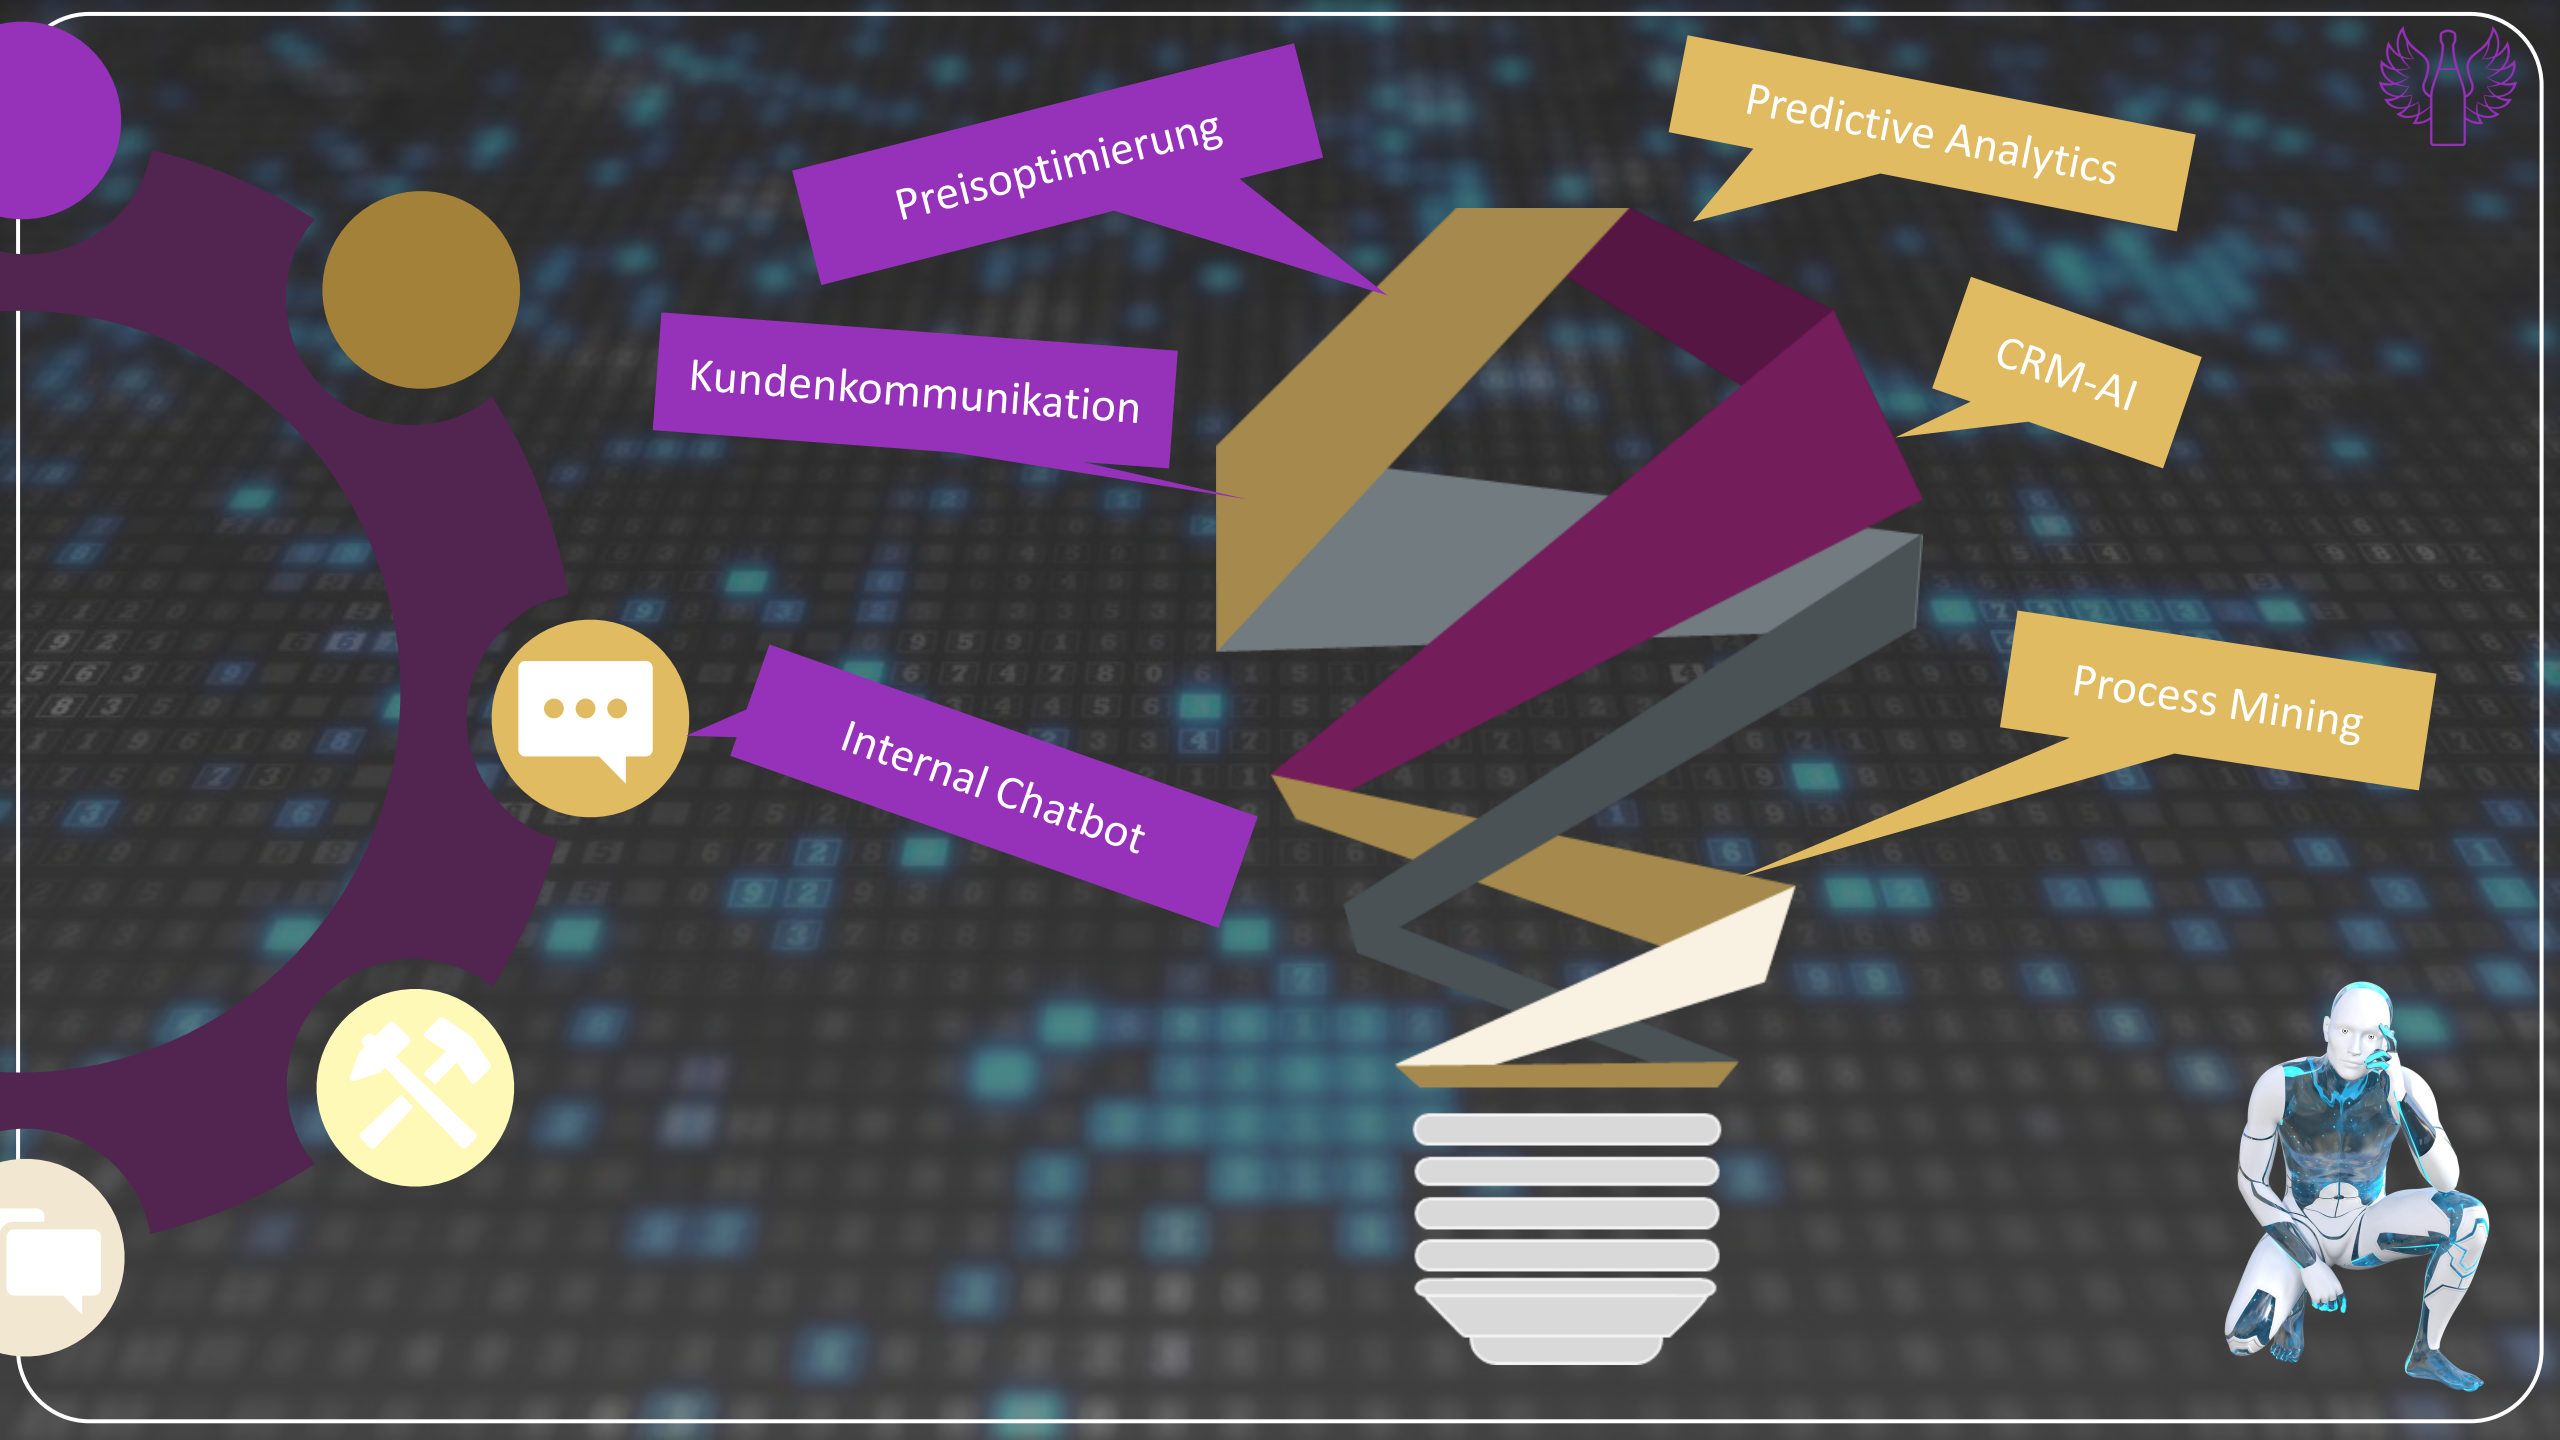 Preisoptimierung
Predictive Analytics
Kundenkommunikation
CRM-AI
Internal Chatbot
Process Mining